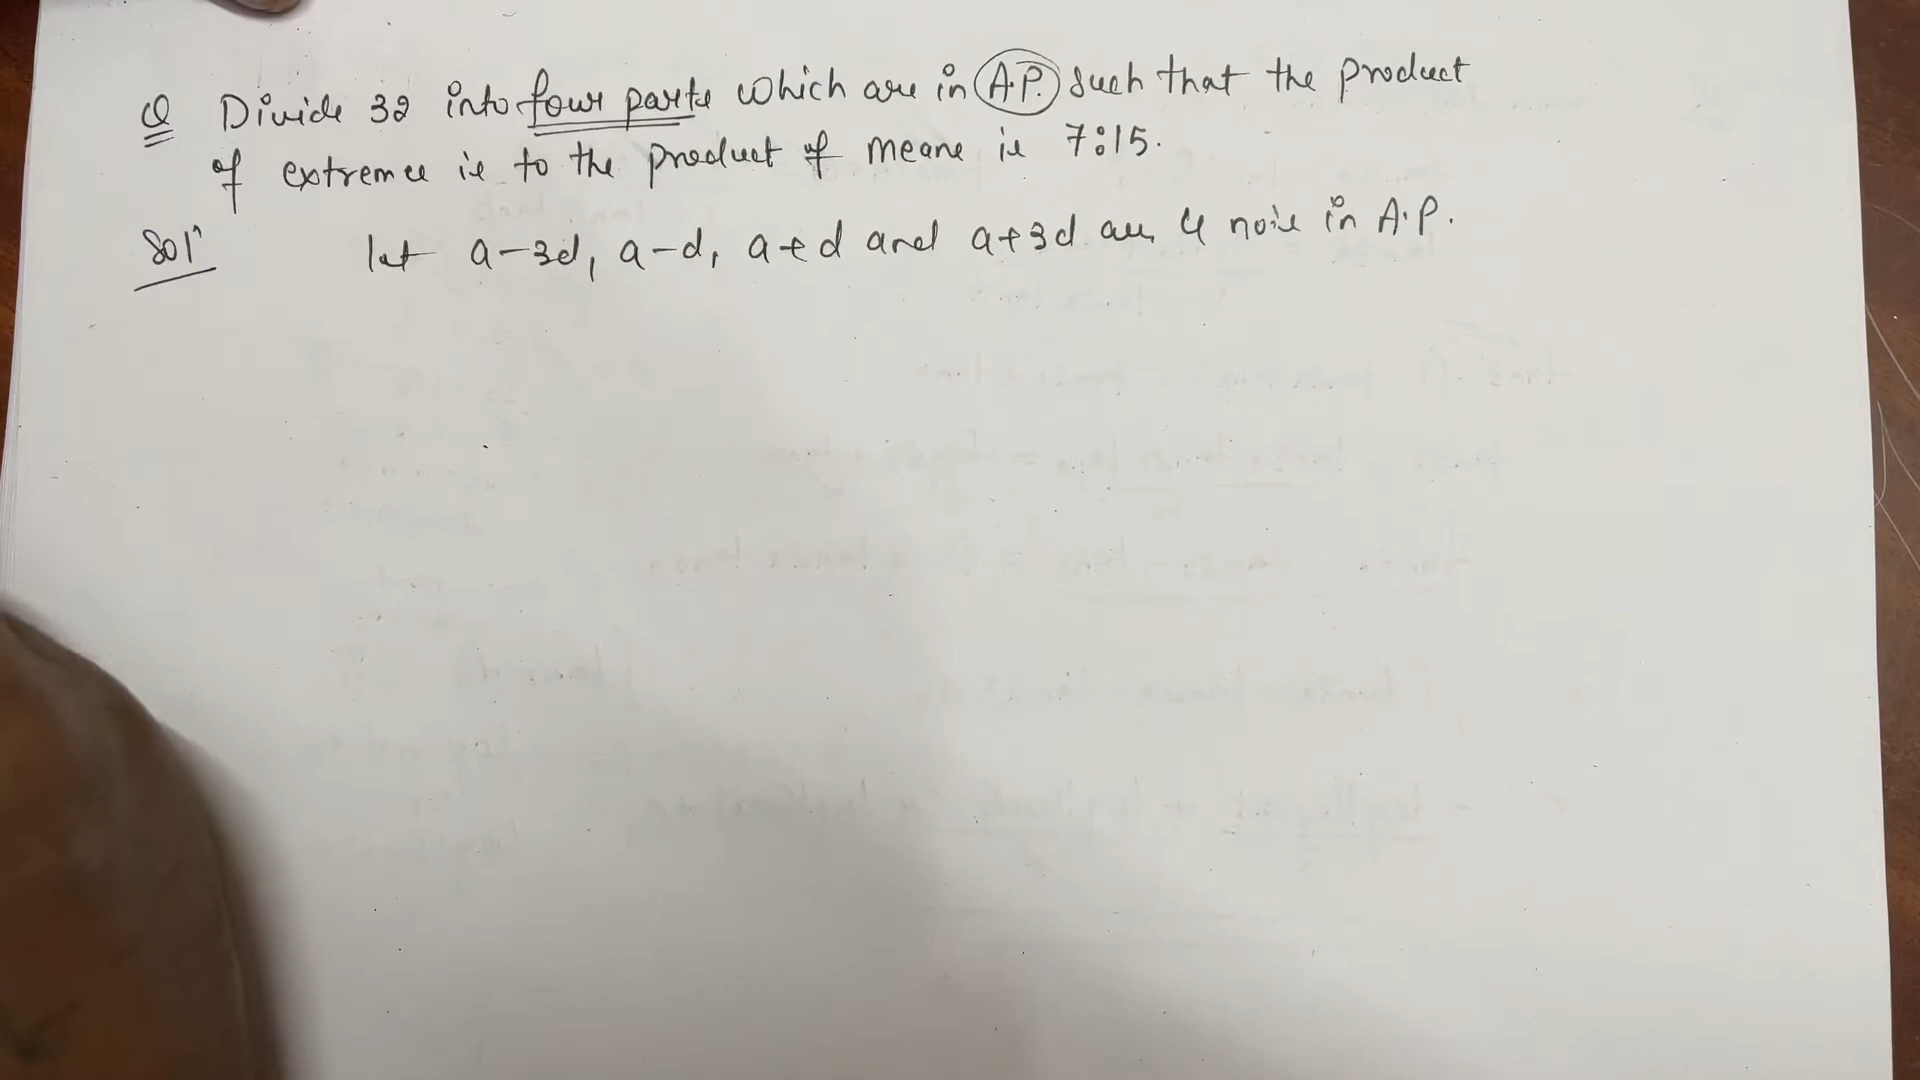 Q Divide 32 into four parts which are in A.P. Such that the product
of extremes is to the product of means is 7:15.
Solⁿ let a-3d, a-d, a+d and a+3d are 4 no's in A.P.